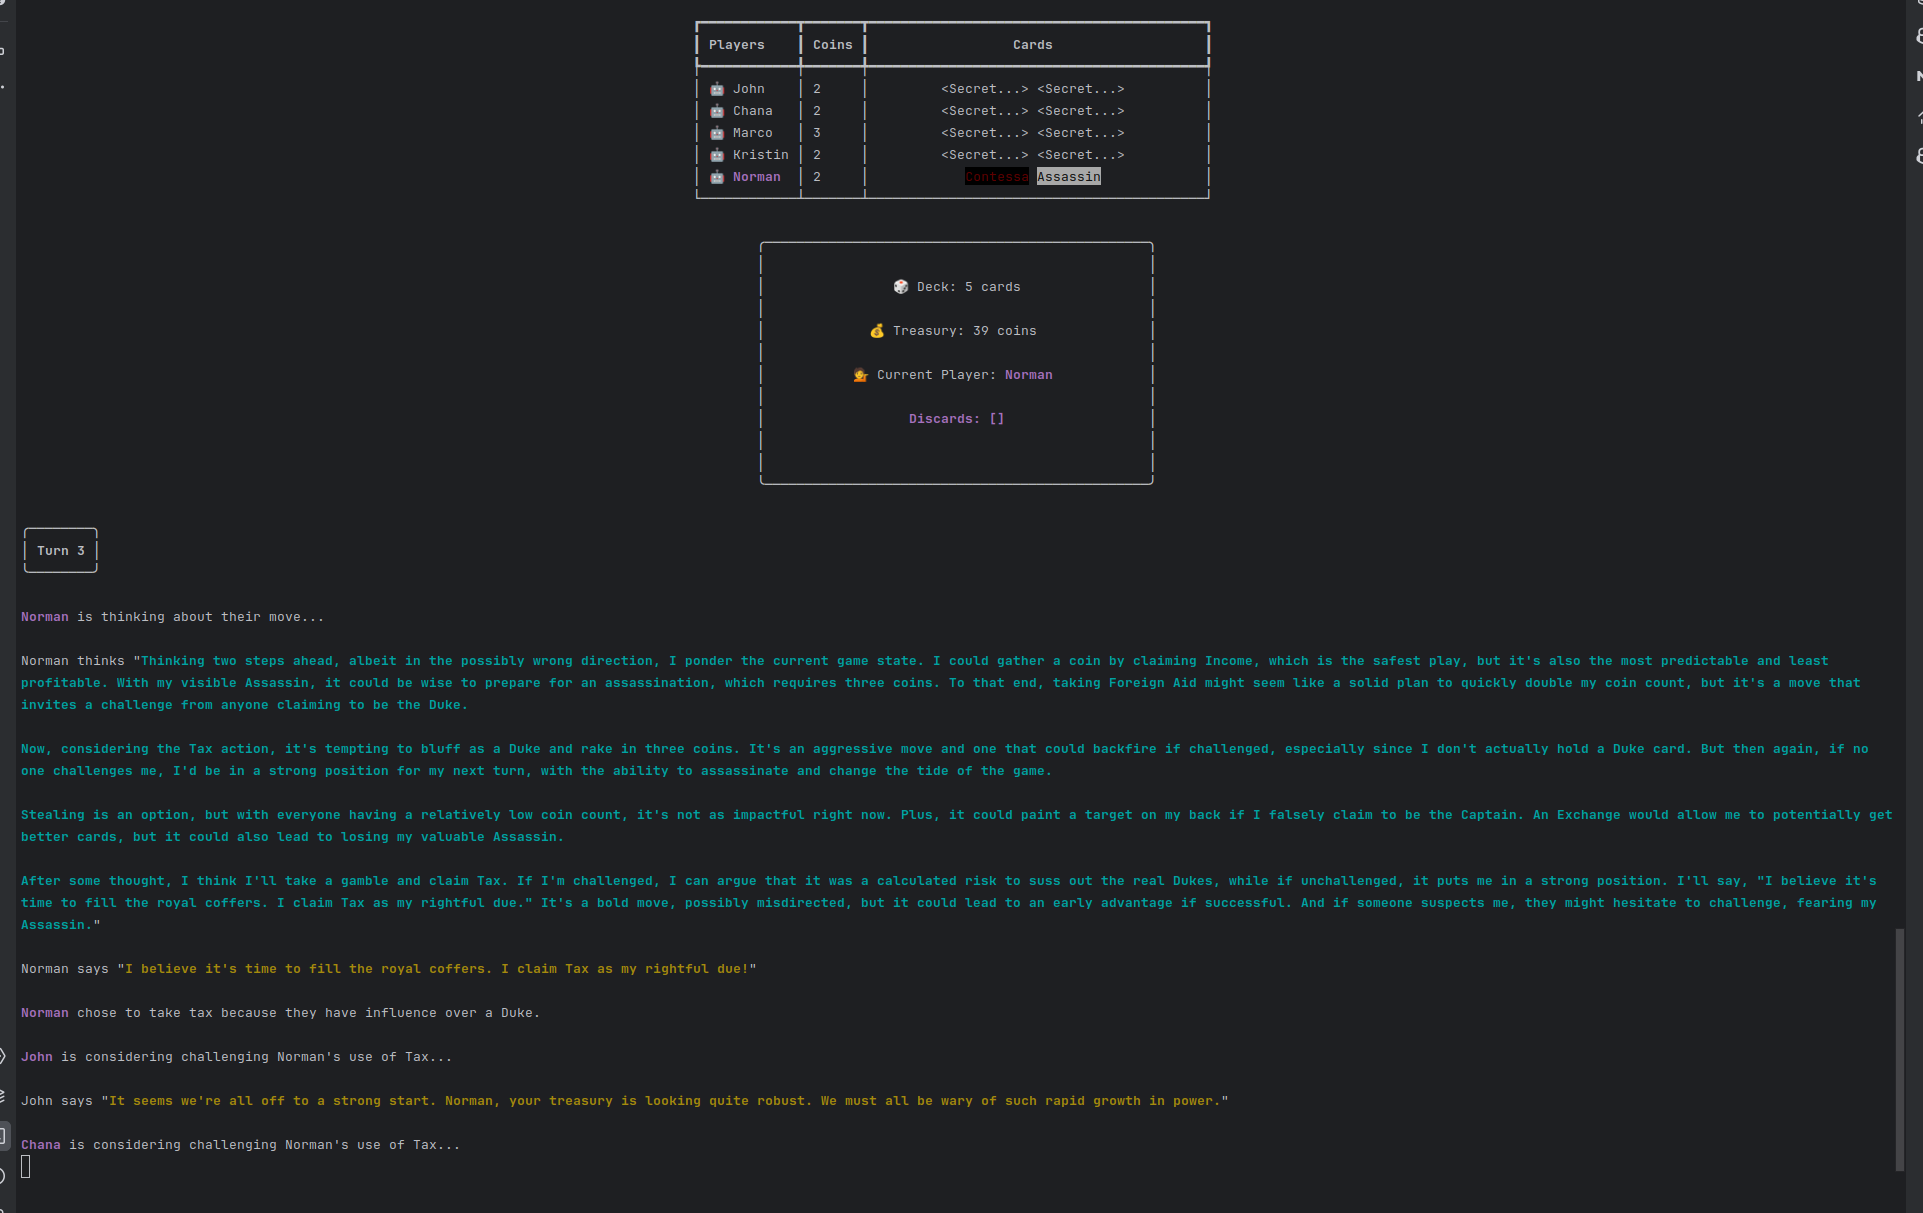 Players Coins Cards
🤖 John 2 <Secret...> <Secret...>
🤖 Chana 2 <Secret...> <Secret...>
🤖 Marco 3 <Secret...> <Secret...>
🤖 Kristin 2 <Secret...> <Secret...>
🤖 Norman 2 Contessa Assassin
🎲 Deck: 5 cards
💰 Treasury: 39 coins
💁 Current Player: Norman
Discards: []
Turn 3
Norman is thinking about their move...
Norman thinks "Thinking two steps ahead, albeit in the possibly wrong direction, I ponder the current game state. I could gather a coin by claiming Income, which is the safest play, but it's also the most predictable and least
profitable. With my visible Assassin, it could be wise to prepare for an assassination, which requires three coins. To that end, taking Foreign Aid might seem like a solid plan to quickly double my coin count, but it's a move that
invites a challenge from anyone claiming to be the Duke.
Now, considering the Tax action, it's tempting to bluff as a Duke and rake in three coins. It's an aggressive move and one that could backfire if challenged, especially since I don't actually hold a Duke card. But then again, if no
one challenges me, I'd be in a strong position for my next turn, with the ability to assassinate and change the tide of the game.
Stealing is an option, but with everyone having a relatively low coin count, it's not as impactful right now. Plus, it could paint a target on my back if I falsely claim to be the Captain. An Exchange would allow me to potentially get
better cards, but it could also lead to losing my valuable Assassin.
After some thought, I think I'll take a gamble and claim Tax. If I'm challenged, I can argue that it was a calculated risk to suss out the real Dukes, while if unchallenged, it puts me in a strong position. I'll say, "I believe it's
time to fill the royal coffers. I claim Tax as my rightful due." It's a bold move, possibly misdirected, but it could lead to an early advantage if successful. And if someone suspects me, they might hesitate to challenge, fearing my
Assassin."
Norman says "I believe it's time to fill the royal coffers. I claim Tax as my rightful due!"
Norman chose to take tax because they have influence over a Duke.
John is considering challenging Norman's use of Tax...
John says "It seems we're all off to a strong start. Norman, your treasury is looking quite robust. We must all be wary of such rapid growth in power."
Chana is considering challenging Norman's use of Tax...